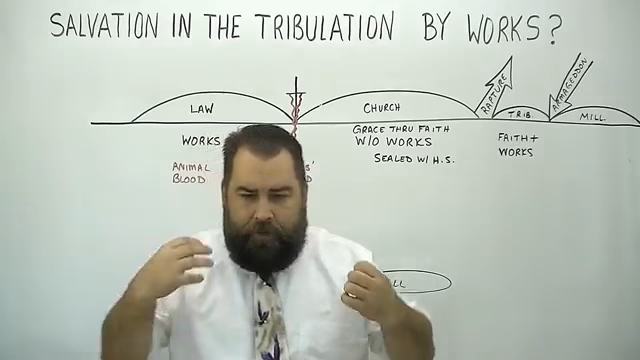 SALVATION IN THE TRIBULATION BY WORKS?
LAW
CHURCH
RAPTURE
TRIB.
ARMAGEDDON
MILL.
WORKS
GRACE THRU FAITH
W/O WORKS
SEALED W/ H.S.
FAITH +
WORKS
ANIMAL
BLOOD